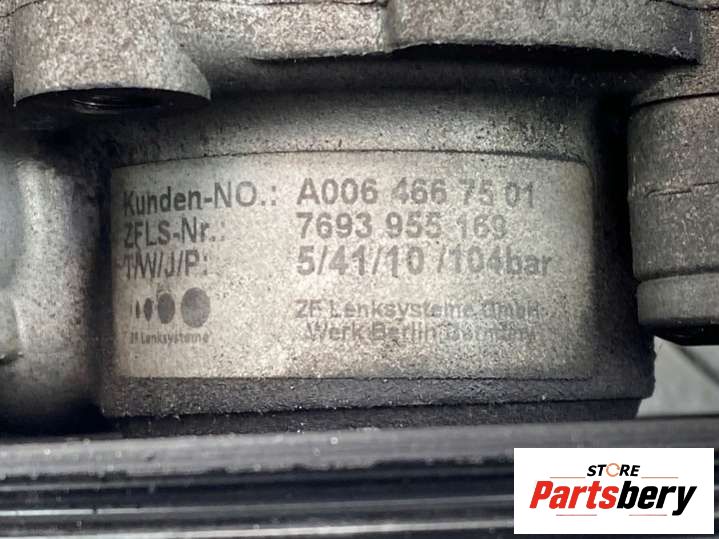 Kunden-NO.: A006 466 75 01
ZFLS-Nr.: 7693 955 169
T/W/J/P: 5/41/10 /104bar
ZF Lenksysteme GmbH
ZF Lenksysteme Werk Berlin Germany
STORE
Partsbery